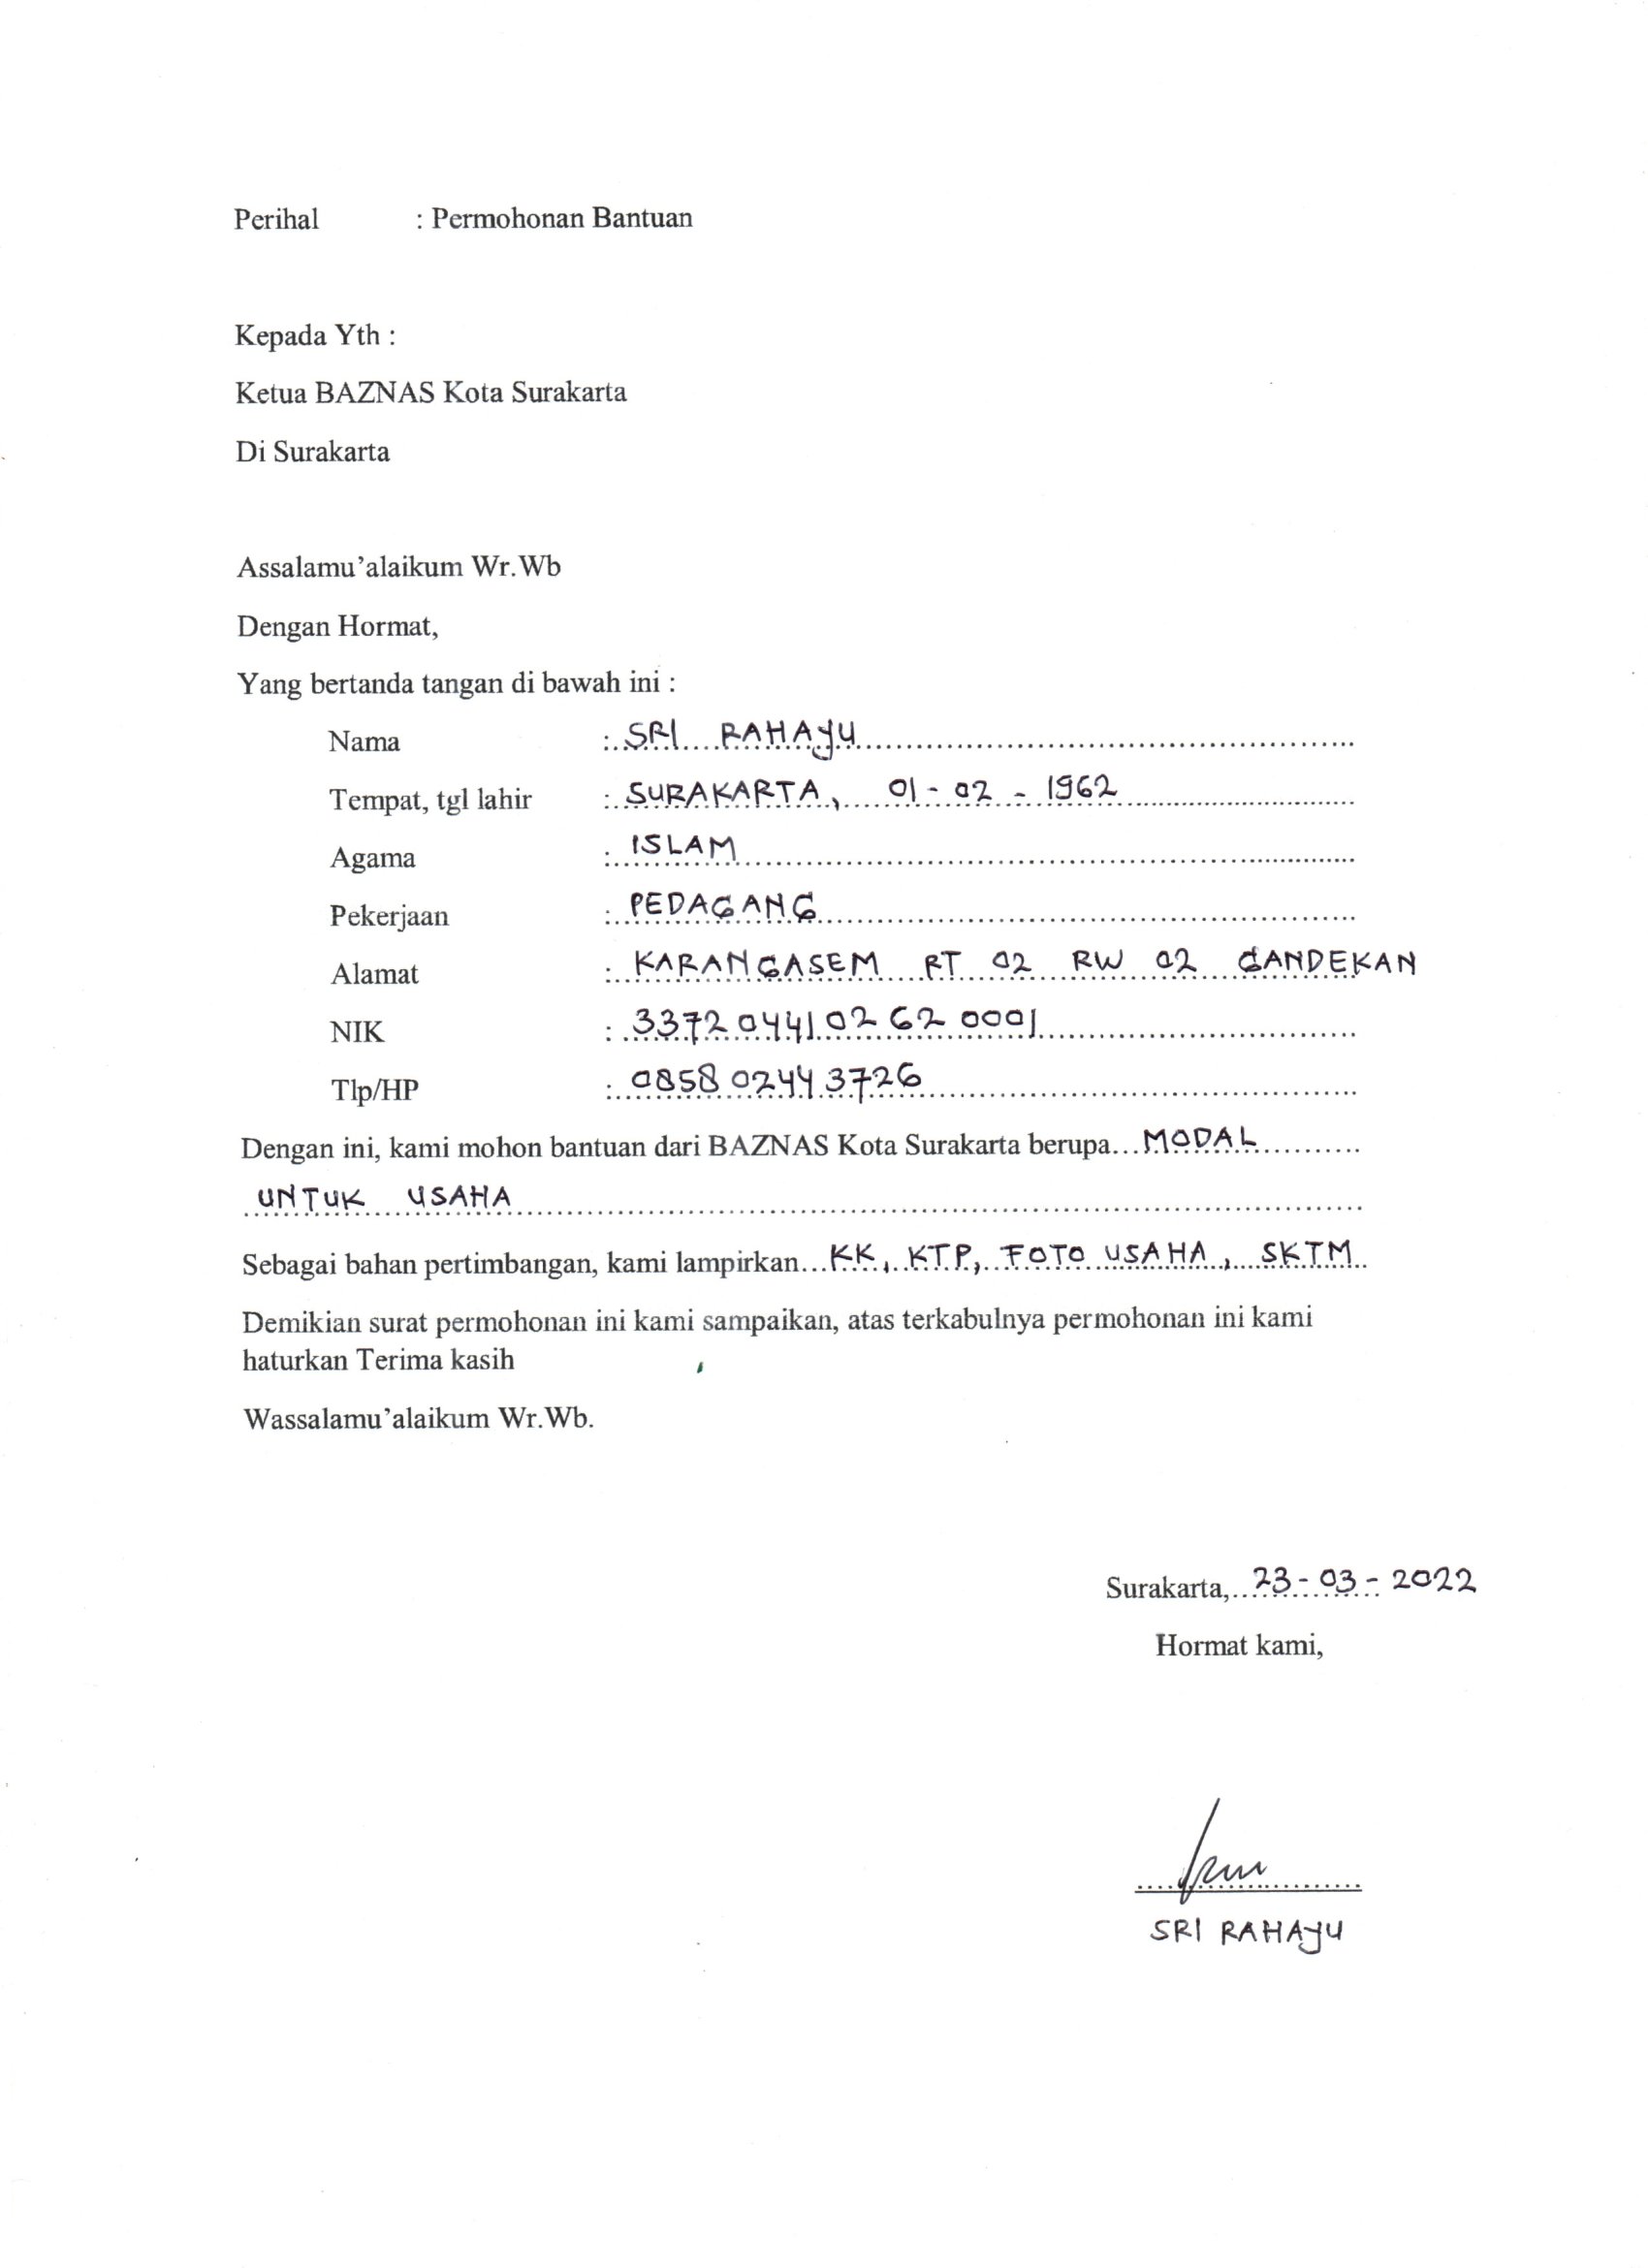 Perihal : Permohonan Bantuan
Kepada Yth :
Ketua BAZNAS Kota Surakarta
Di Surakarta
Assalamu'alaikum Wr.Wb
Dengan Hormat,
Yang bertanda tangan di bawah ini :
Nama : SRI RAHAYU
Tempat, tgl lahir : SURAKARTA, 01-02-1962
Agama : ISLAM
Pekerjaan : PEDAGANG
Alamat : KARANGASEM RT 02 RW 02 GANDEKAN
NIK : 3372044102620001
Tlp/HP : 085802443726
Dengan ini, kami mohon bantuan dari BAZNAS Kota Surakarta berupa...MODAL
UNTUK USAHA
Sebagai bahan pertimbangan, kami lampirkan...KK, KTP, FOTO USAHA, SKTM
Demikian surat permohonan ini kami sampaikan, atas terkabulnya permohonan ini kami
haturkan Terima kasih
Wassalamu'alaikum Wr.Wb.
Surakarta, 23-03-2022
Hormat kami,
SRI RAHAYU